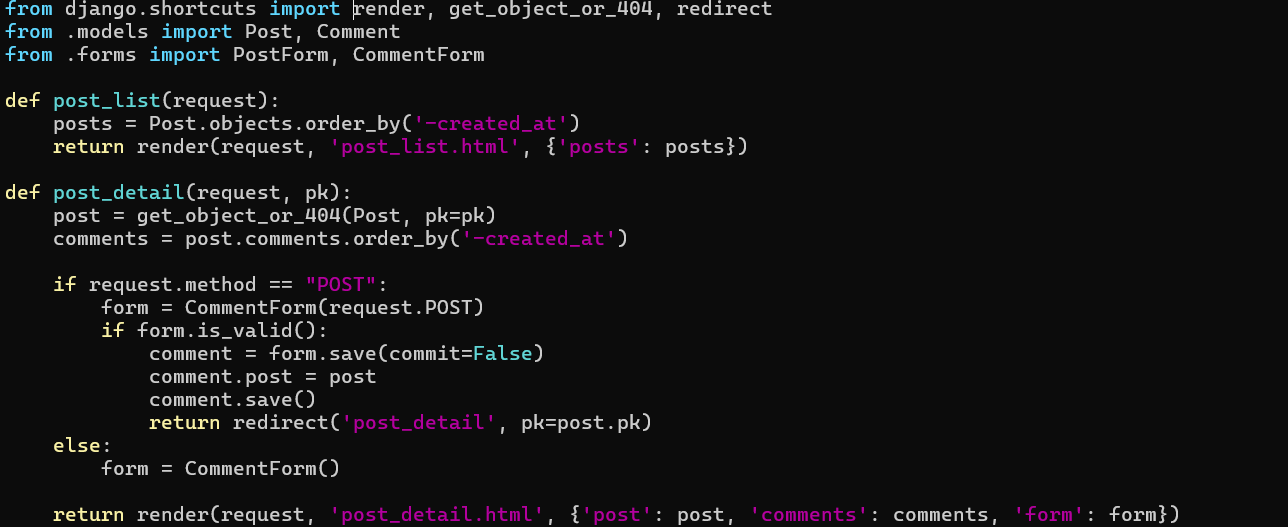 from django.shortcuts import render, get_object_or_404, redirect
from .models import Post, Comment
from .forms import PostForm, CommentForm

def post_list(request):
    posts = Post.objects.order_by('-created_at')
    return render(request, 'post_list.html', {'posts': posts})

def post_detail(request, pk):
    post = get_object_or_404(Post, pk=pk)
    comments = post.comments.order_by('-created_at')

    if request.method == "POST":
        form = CommentForm(request.POST)
        if form.is_valid():
            comment = form.save(commit=False)
            comment.post = post
            comment.save()
            return redirect('post_detail', pk=post.pk)
    else:
        form = CommentForm()

    return render(request, 'post_detail.html', {'post': post, 'comments': comments, 'form': form})